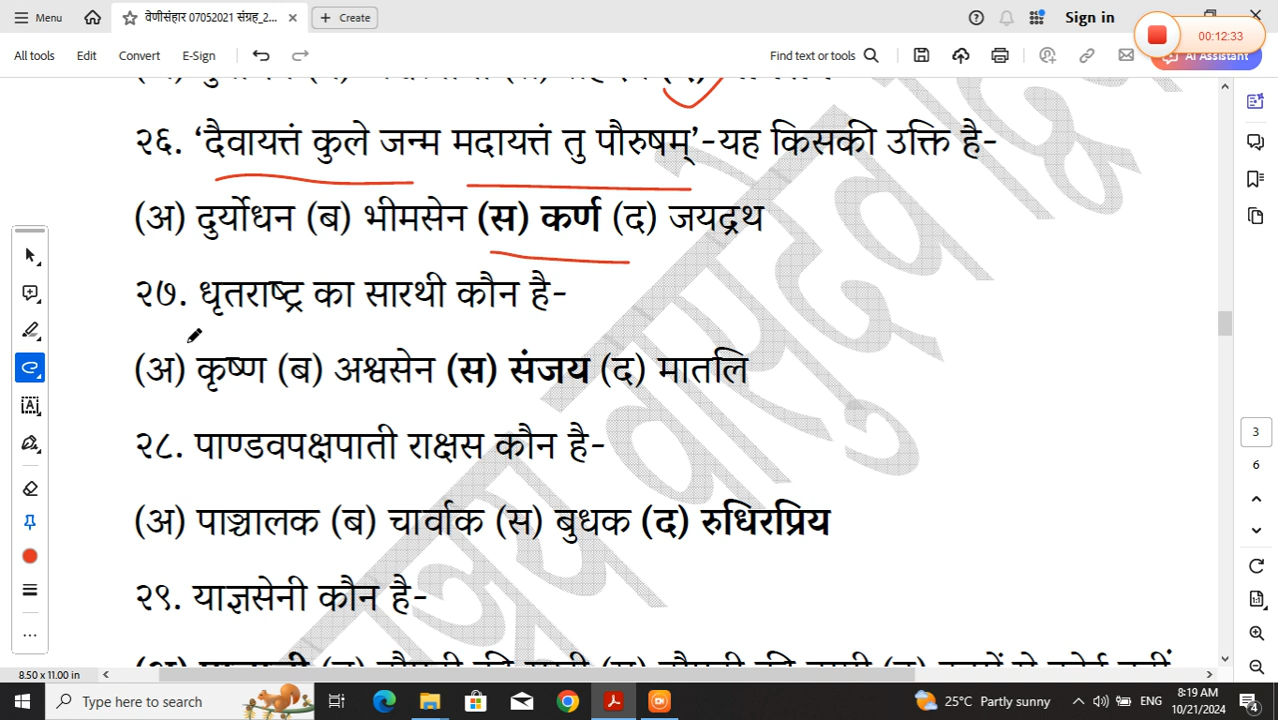 Menu
वेणीसंहार 07052021 संग्रह_2...
Create
Sign in
00:12:33
All tools Edit Convert E-Sign
Find text or tools
AI Assistant
२६. ‘दैवायत्तं कुले जन्म मदायत्तं तु पौरुषम्’-यह किसकी उक्ति है-
(अ) दुर्योधन (ब) भीमसेन (स) कर्ण (द) जयद्रथ
२७. धृतराष्ट्र का सारथी कौन है-
(अ) कृष्ण (ब) अश्वसेन (स) संजय (द) मातलि
२८. पाण्डवपक्षपाती राक्षस कौन है-
(अ) पाञ्चालक (ब) चार्वाक (स) बुधक (द) रुधिरप्रिय
२९. याज्ञसेनी कौन है-
3
6
8.50 x 11.00 in
Type here to search
25°C Partly sunny
ENG
8:19 AM
10/21/2024
4